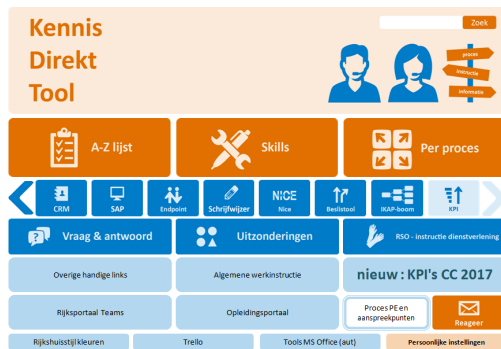 Kennis
Direkt
Tool
Zoek
proces
instructie
informatie
A-Z lijst
Skills
Per proces
CRM
SAP
Endpoint
Schrijfwijzer
NICE
Nice
Beslistool
IKAP-boom
KPI
Vraag & antwoord
Uitzonderingen
RSO - instructie dienstverlening
Overige handige links
Algemene werkinstructie
nieuw : KPI's CC 2017
Rijksportaal Teams
Opleidingsportaal
Proces PE en
aanspreekpunten
Reageer
Rijkshuisstijlkleuren
Trello
Tools MS Office (aut)
Persoonlijke instellingen